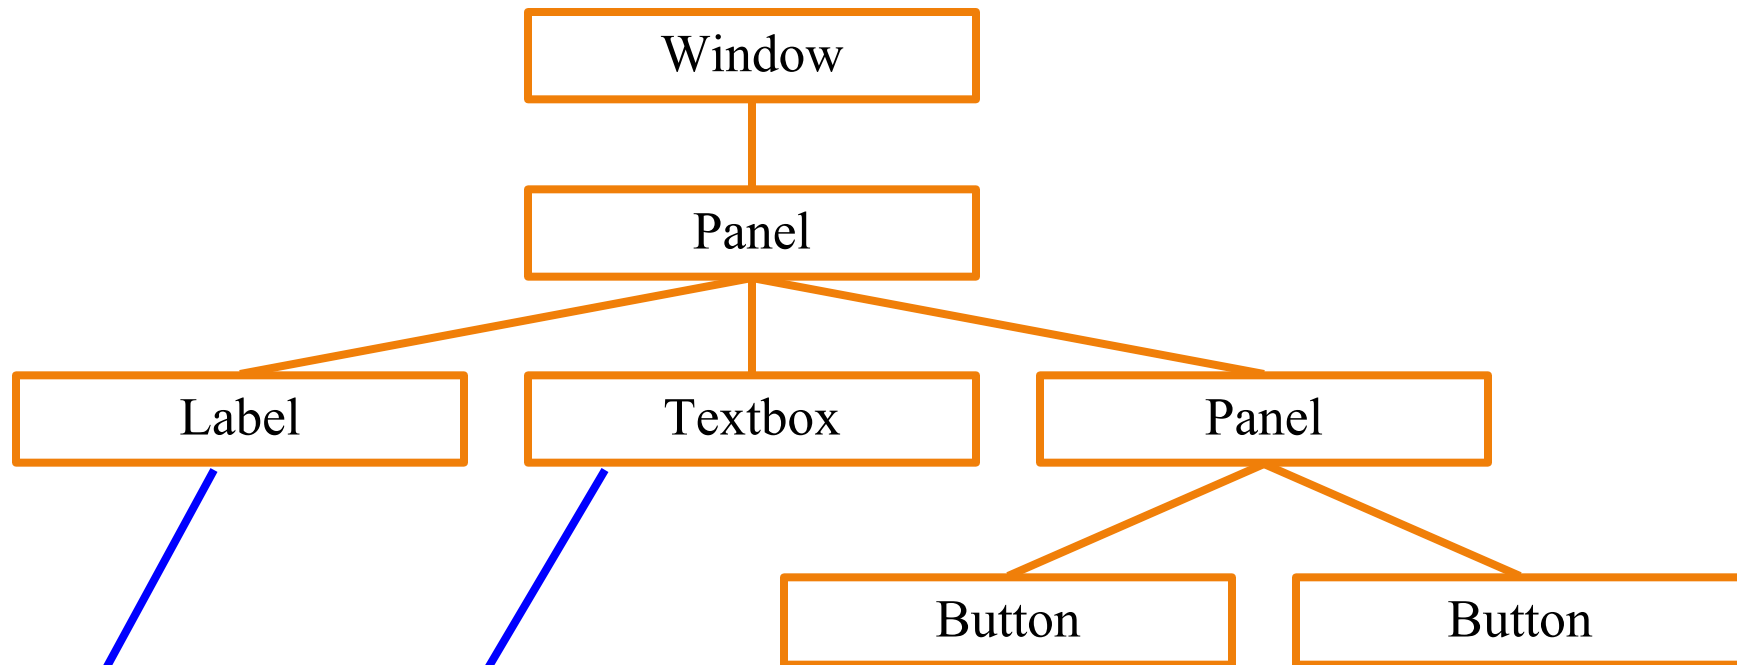 Window
Panel
Label
Textbox
Panel
Button
Button